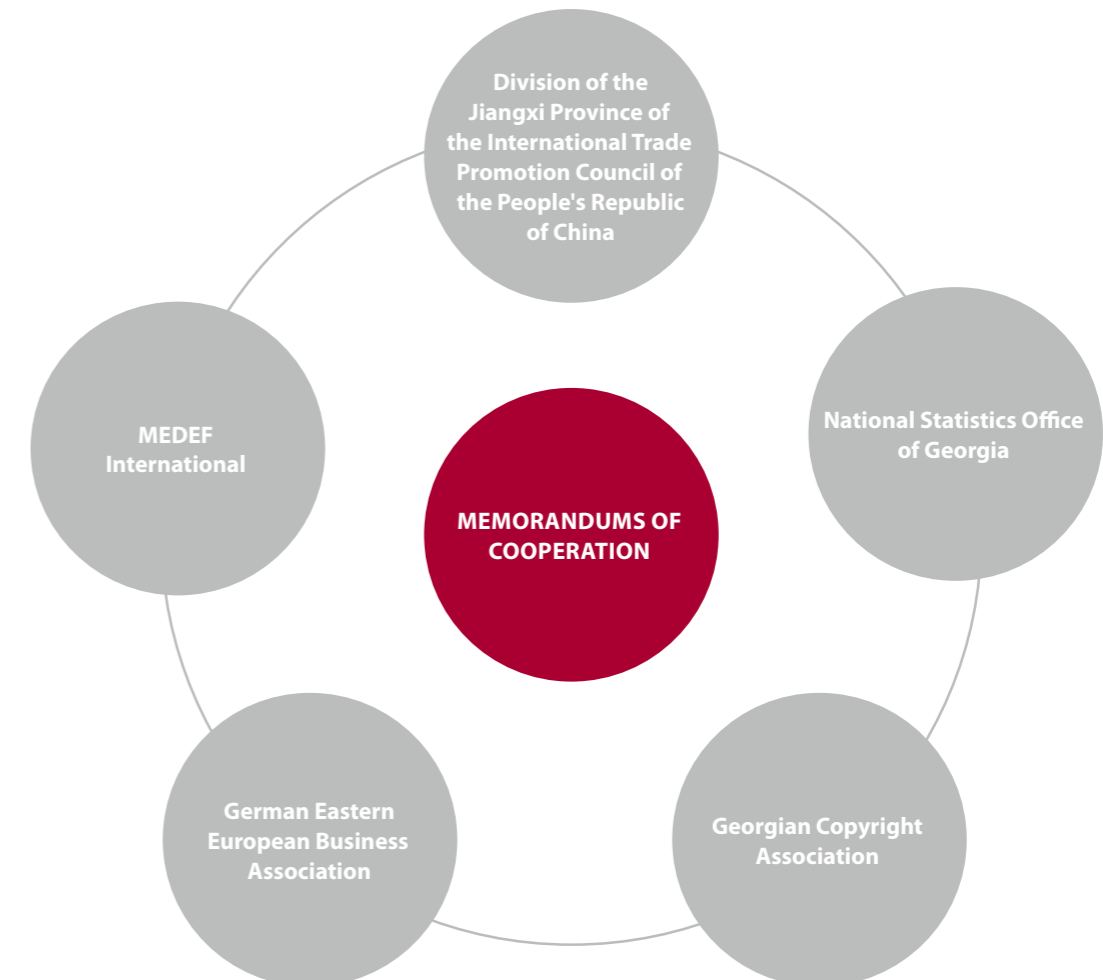 Division of the
Jiangxi Province of
the International Trade
Promotion Council of
the People's Republic
of China
National Statistics Office
of Georgia
MEDEF
International
MEMORANDUMS OF
COOPERATION
German Eastern
European Business
Association
Georgian Copyright
Association